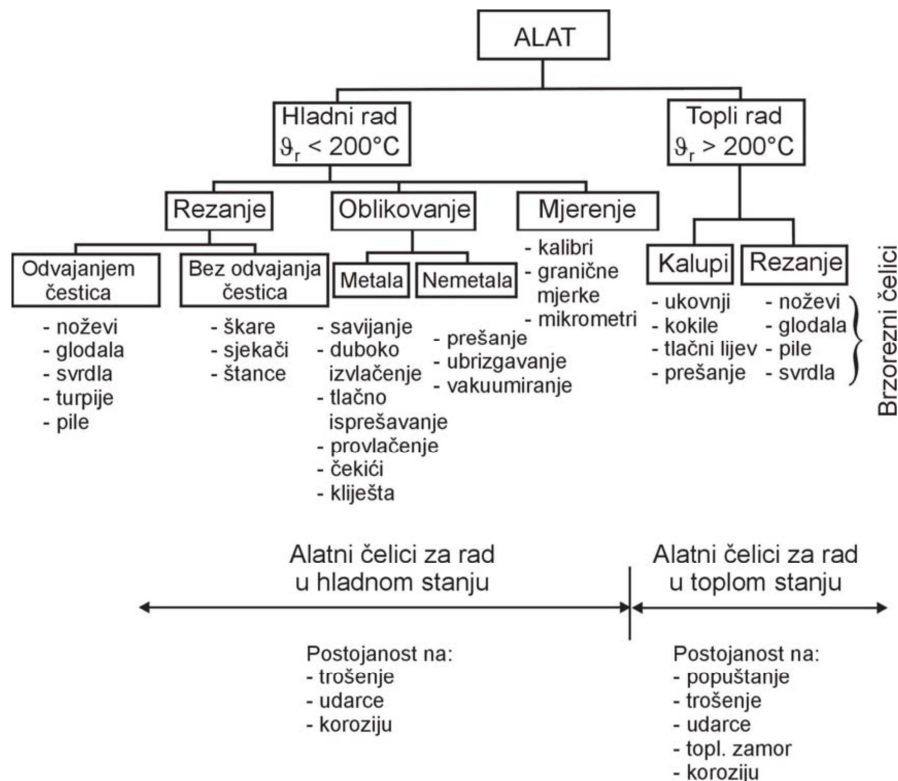 ALAT
Hladni rad
ϑr < 200°C
Topli rad
ϑr > 200°C
Rezanje
Oblikovanje
Mjerenje
- kalibri
- granične
mjerke
- mikrometri
Odvajanjem
čestica
- noževi
- glodala
- svrdla
- turpije
- pile
Bez odvajanja
čestica
- škare
- sjekači
- štance
Metala
- savijanje
- duboko
izvlačenje
- tlačno
isprešavanje
- provlačenje
- čekići
- kliješta
Nemetala
- prešanje
- ubrizgavanje
- vakuumiranje
Kalupi
- ukovnji
- kokile
- tlačni lijev
- prešanje
Rezanje
- noževi
- glodala
- pile
- svrdla
Brzorezni čelici
Alatni čelici za rad
u hladnom stanju
Alatni čelici za rad
u toplom stanju
Postojanost na:
- trošenje
- udarce
- koroziju
Postojanost na:
- popuštanje
- trošenje
- udarce
- topl. zamor
- koroziju